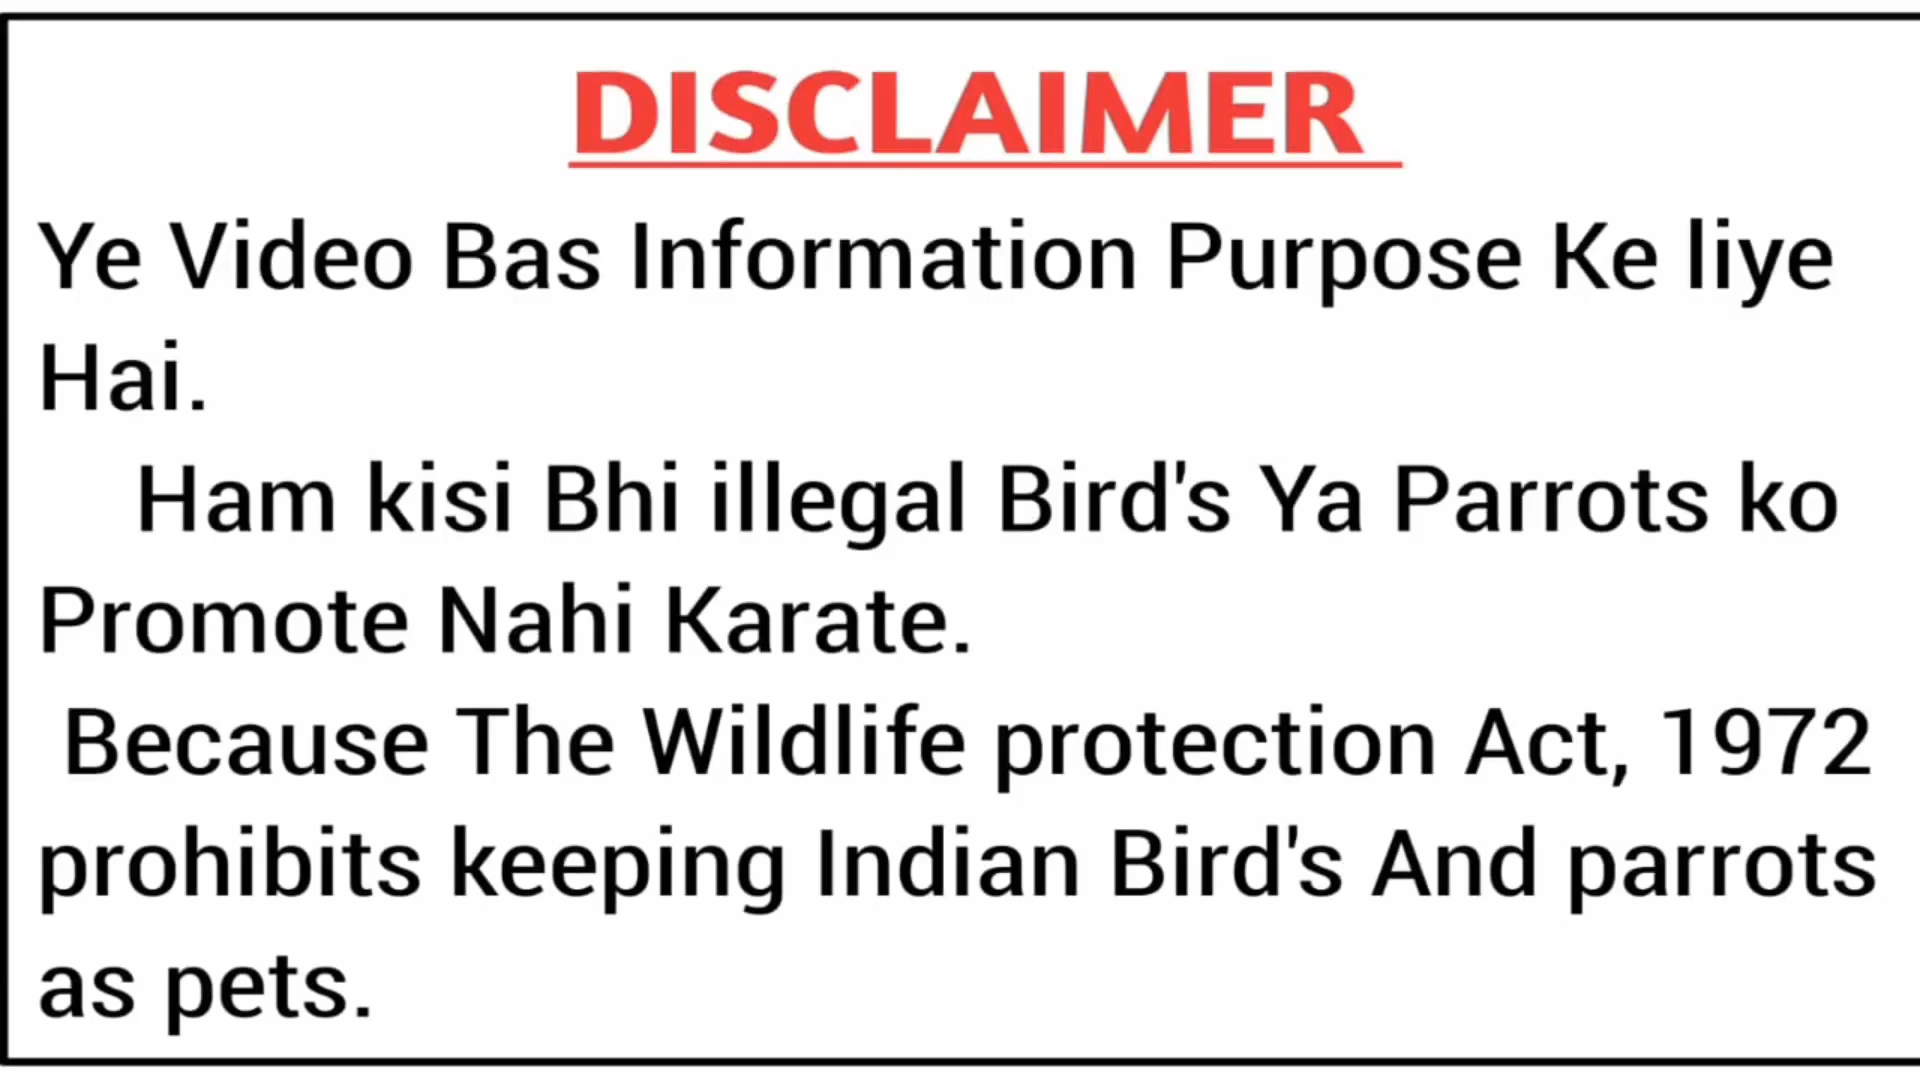 DISCLAIMER
Ye Video Bas Information Purpose Ke liye
Hai.
Ham kisi Bhi illegal Bird's Ya Parrots ko
Promote Nahi Karate.
Because The Wildlife protection Act, 1972
prohibits keeping Indian Bird's And parrots
as pets.